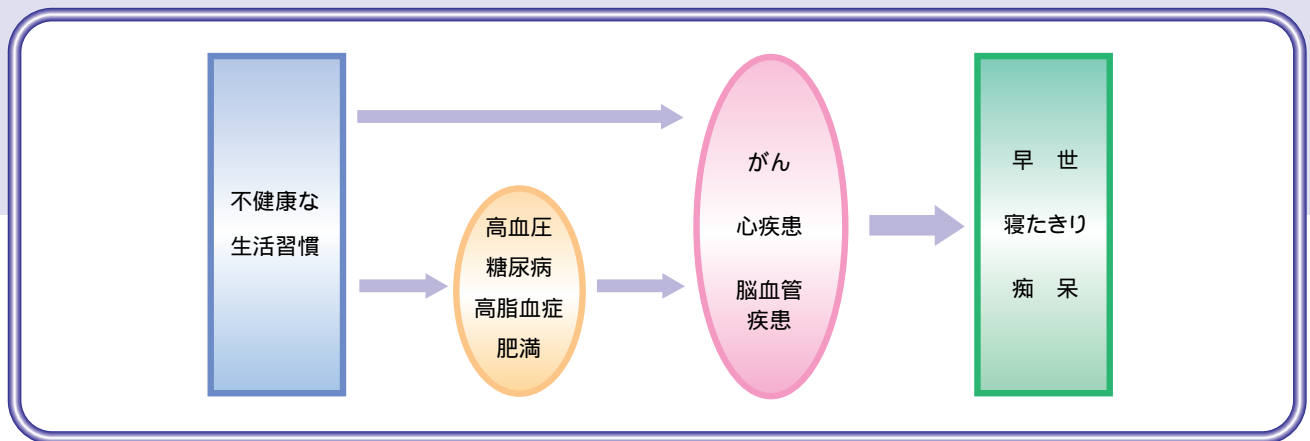 不健康な
生活習慣
高血圧
糖尿病
高脂血症
肥満
がん
心疾患
脳血管
疾患
早　世
寝たきり
痴　呆